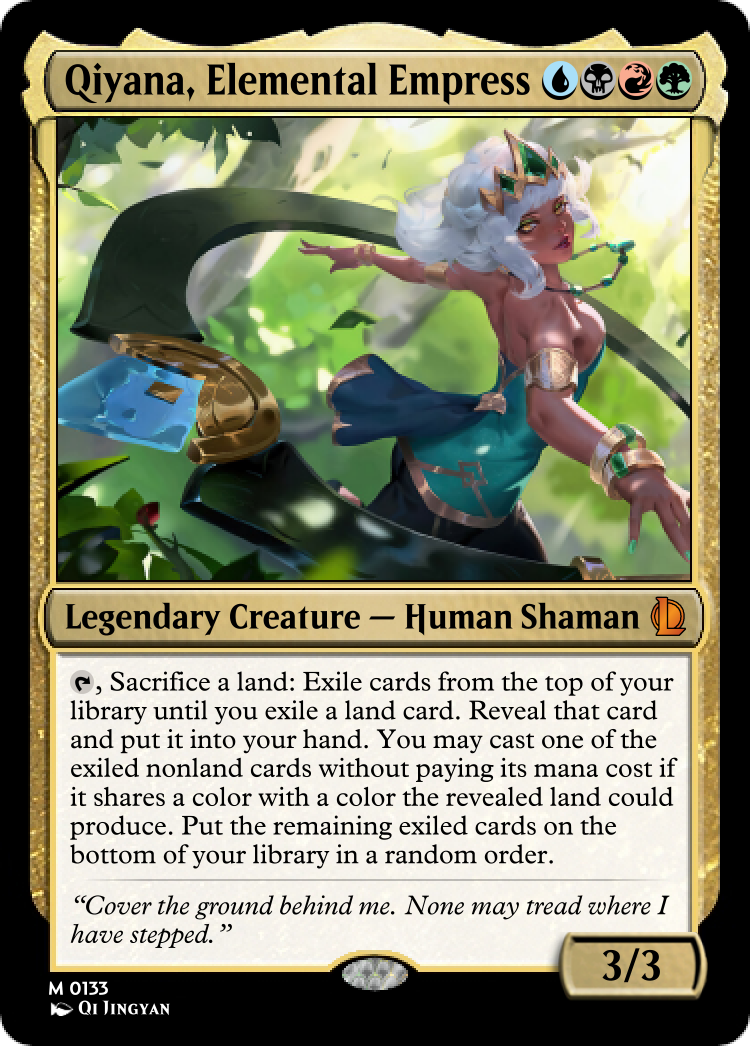 Qiyana, Elemental Empress
Legendary Creature — Human Shaman
, Sacrifice a land: Exile cards from the top of your
library until you exile a land card. Reveal that card
and put it into your hand. You may cast one of the
exiled nonland cards without paying its mana cost if
it shares a color with a color the revealed land could
produce. Put the remaining exiled cards on the
bottom of your library in a random order.
“Cover the ground behind me. None may tread where I
have stepped.”
3/3
M 0133
Qi Jingyan